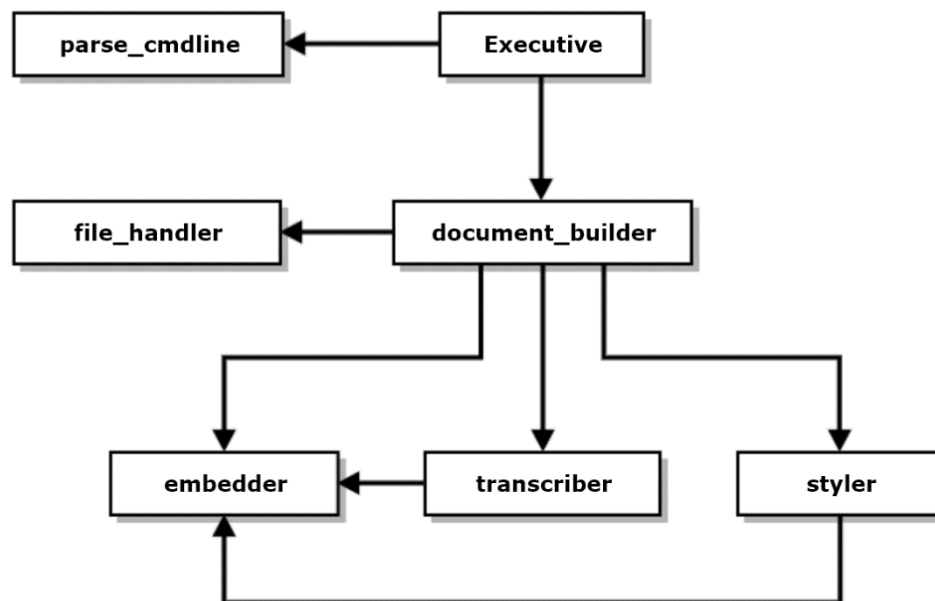 parse_cmdline
Executive
file_handler
document_builder
embedder
transcriber
styler